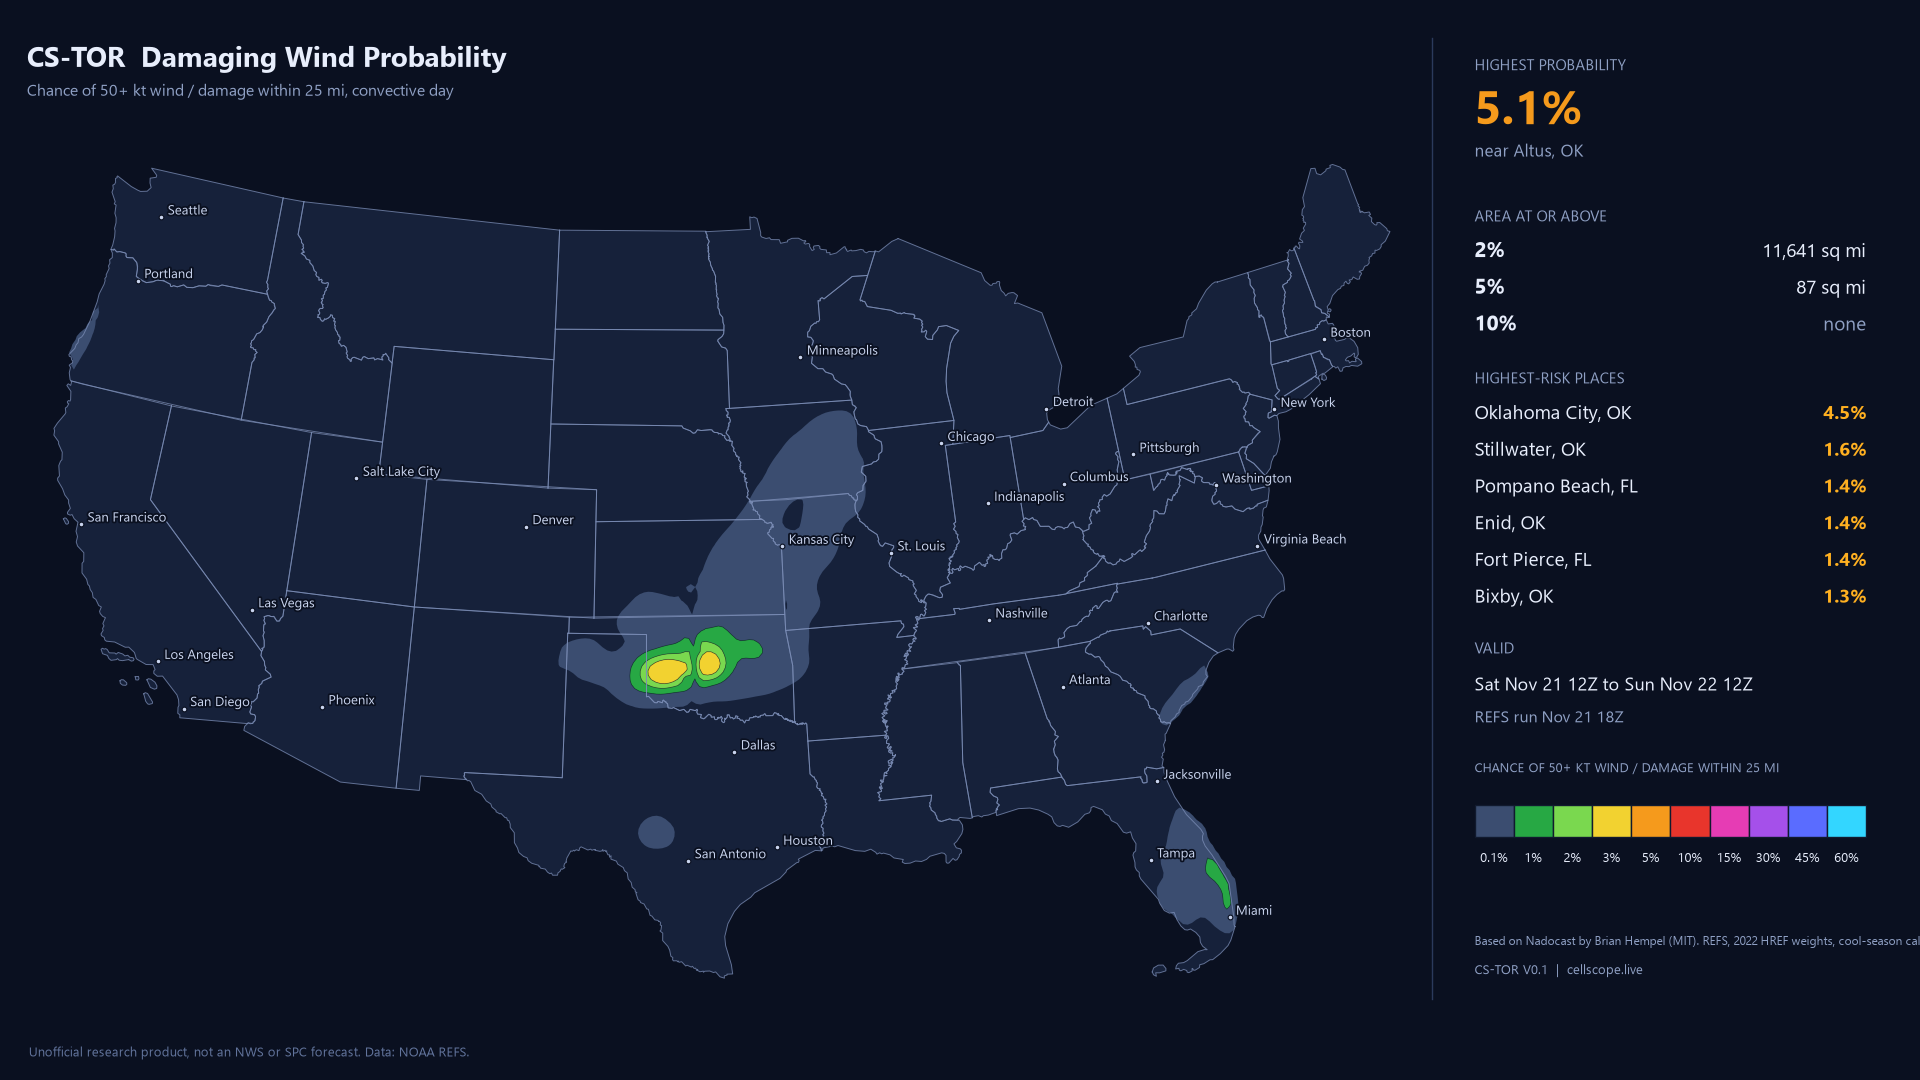 CS-TOR Damaging Wind Probability
Chance of 50+ kt wind / damage within 25 mi, convective day
Seattle
Portland
Minneapolis
Boston
Detroit
New York
Chicago
Pittsburgh
Salt Lake City
Columbus
Washington
Indianapolis
San Francisco
Denver
Kansas City
St. Louis
Virginia Beach
Las Vegas
Nashville
Charlotte
Los Angeles
Atlanta
San Diego
Phoenix
Dallas
Jacksonville
Houston
San Antonio
Tampa
Miami
HIGHEST PROBABILITY
5.1%
near Altus, OK
AREA AT OR ABOVE
2% 11,641 sq mi
5% 87 sq mi
10% none
HIGHEST-RISK PLACES
Oklahoma City, OK 4.5%
Stillwater, OK 1.6%
Pompano Beach, FL 1.4%
Enid, OK 1.4%
Fort Pierce, FL 1.4%
Bixby, OK 1.3%
VALID
Sat Nov 21 12Z to Sun Nov 22 12Z
REFS run Nov 21 18Z
CHANCE OF 50+ KT WIND / DAMAGE WITHIN 25 MI
0.1% 1% 2% 3% 5% 10% 15% 30% 45% 60%
Based on Nadocast by Brian Hempel (MIT). REFS, 2022 HREF weights, cool-season cal
CS-TOR V0.1 | cellscope.live
Unofficial research product, not an NWS or SPC forecast. Data: NOAA REFS.